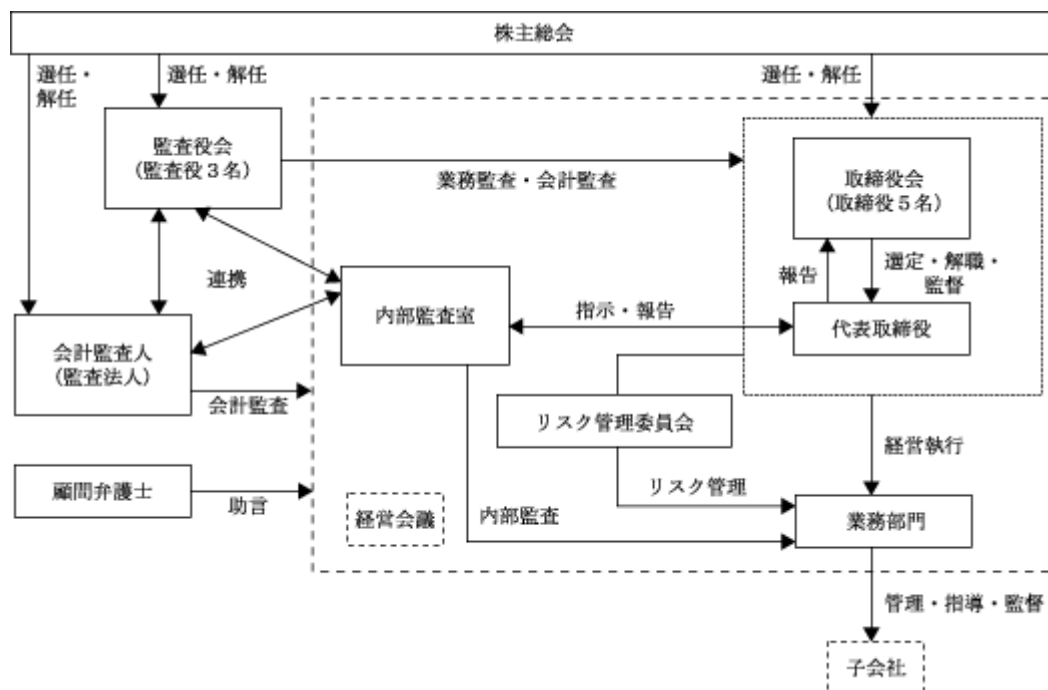 株主総会
選任・
解任
選任・解任
選任・解任
監査役会
（監査役３名）
業務監査・会計監査
取締役会
（取締役５名）
連携
報告
選定・解職・
監督
内部監査室
指示・報告
代表取締役
会計監査人
（監査法人）
会計監査
リスク管理委員会
経営執行
顧問弁護士
助言
リスク管理
経営会議
内部監査
業務部門
管理・指導・監督
子会社